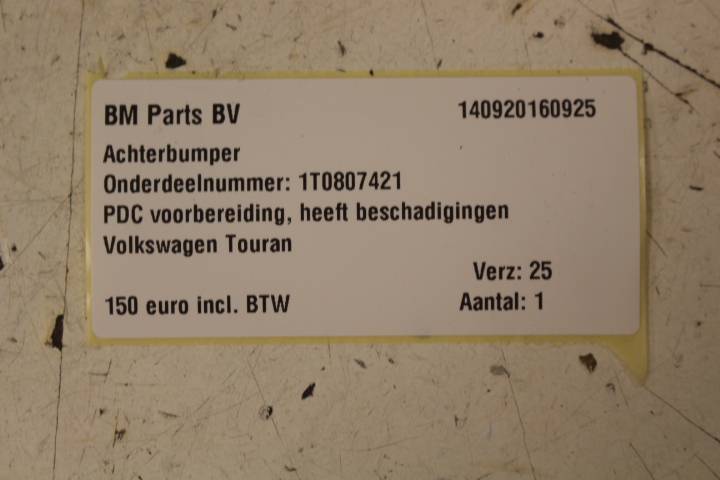 BM Parts BV 140920160925
Achterbumper
Onderdeelnummer: 1T0807421
PDC voorbereiding, heeft beschadigingen
Volkswagen Touran
Verz: 25
150 euro incl. BTW Aantal: 1